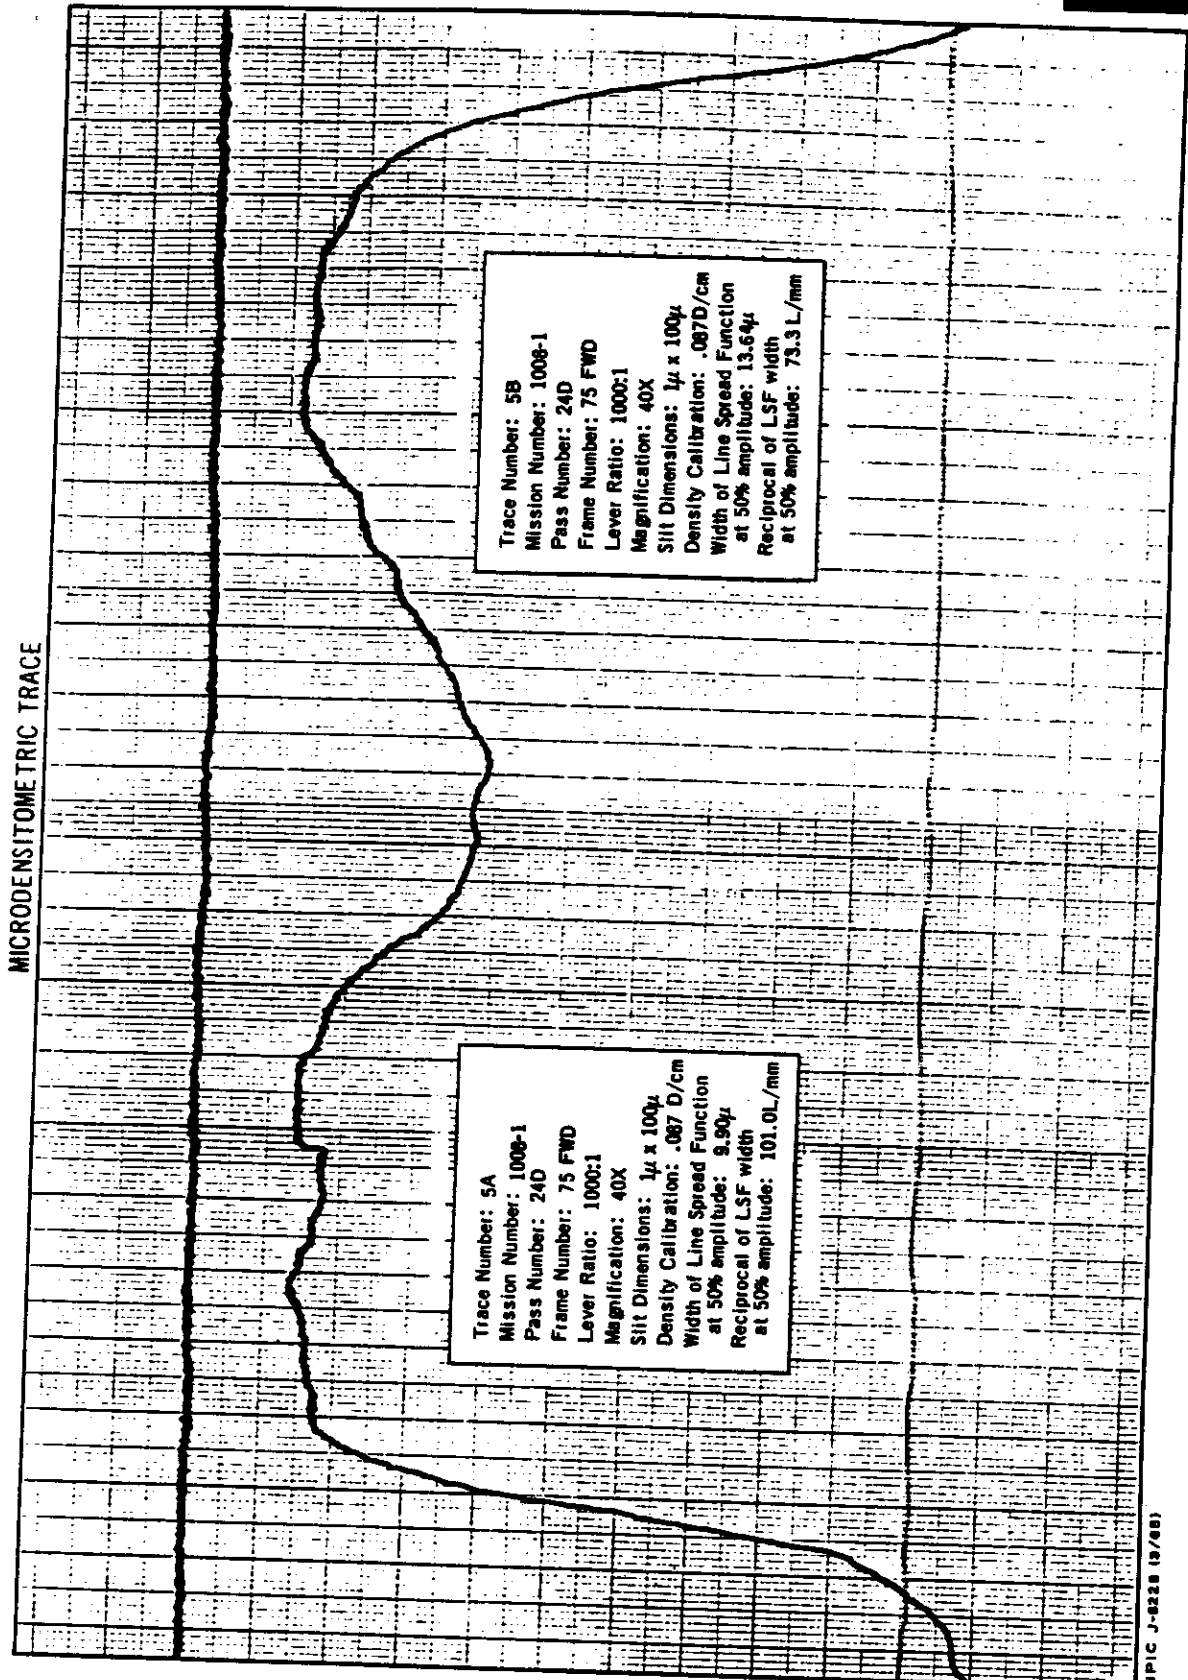 MICRODENSITOMETRIC TRACE
Trace Number: 5A
Mission Number: 1008-1
Pass Number: 24D
Frame Number: 75 FWD
Lever Ratio: 1000:1
Magnification: 40X
Slit Dimensions: 1μ x 100μ
Density Calibration: .087 D/cm
Width of Line Spread Function
at 50% amplitude: 9.90μ
Reciprocal of LSF width
at 50% amplitude: 101.0L/mm
Trace Number: 5B
Mission Number: 1008-1
Pass Number: 24D
Frame Number: 75 FWD
Lever Ratio: 1000:1
Magnification: 40X
Slit Dimensions: 1μ x 100μ
Density Calibration: .087D/cm
Width of Line Spread Function
at 50% amplitude: 13.64μ
Reciprocal of LSF width
at 50% amplitude: 73.3 L/mm